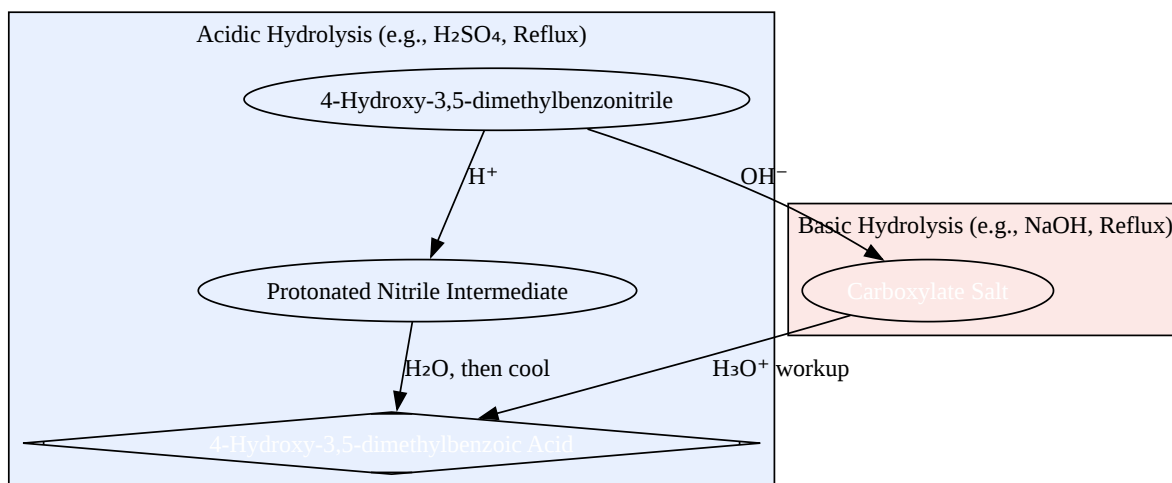 Acidic Hydrolysis (e.g., H₂SO₄, Reflux)
4-Hydroxy-3,5-dimethylbenzonitrile
H⁺
OH⁻
Basic Hydrolysis (e.g., NaOH, Reflux)
Protonated Nitrile Intermediate
Carboxylate Salt
H₂O, then cool
H₃O⁺ workup
4-Hydroxy-3,5-dimethylbenzoic Acid